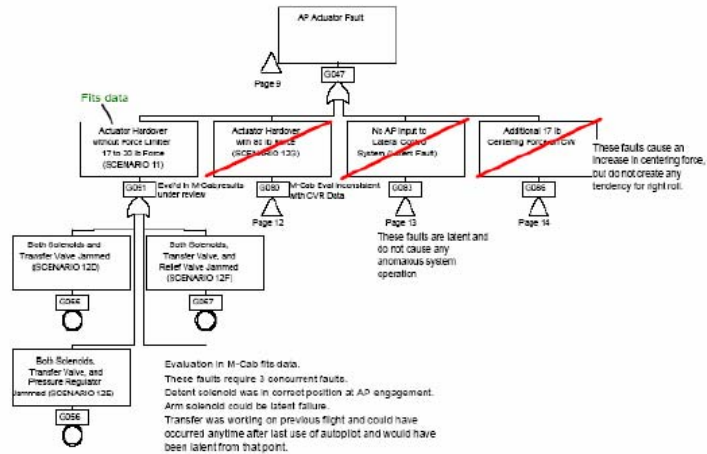 AP Actuator Fault
G047
Page 9
Fits data
Actuator Hardover
without Force Limiter
17 to 20 lb Force
(SCENARIO 11)
Actuator Hardover
with
Force
(SCENARIO
No AP Input to
Lateral Control
System
Fault)
Additional 17 lb
Centering Force
These faults cause an
increase in centering force,
but do not create any
tendency for right roll.
Eval'd in M-Cab results
under review
M-Cab Eval Inconsistent
with CVR Data
Page 12
Page 13
Page 14
These faults are latent and
do not cause any
anomalous system
operation
Both Solenoids and
Transfer Valve Jammed
(SCENARIO 12D)
Both Solenoids,
Transfer Valve, and
Relief Valve Jammed
(SCENARIO 12F)
Both Solenoids,
Transfer Valve, and
Pressure Regulator
Jammed (SCENARIO 12E)
Evaluation in M-Cab fits data.
These faults require 3 concurrent faults.
Detent solenoid was in correct position at AP engagement.
Arm solenoid could be latent failure.
Transfer was working on previous flight and could have
occurred anytime after last use of autopilot and would have
been latent from that point.